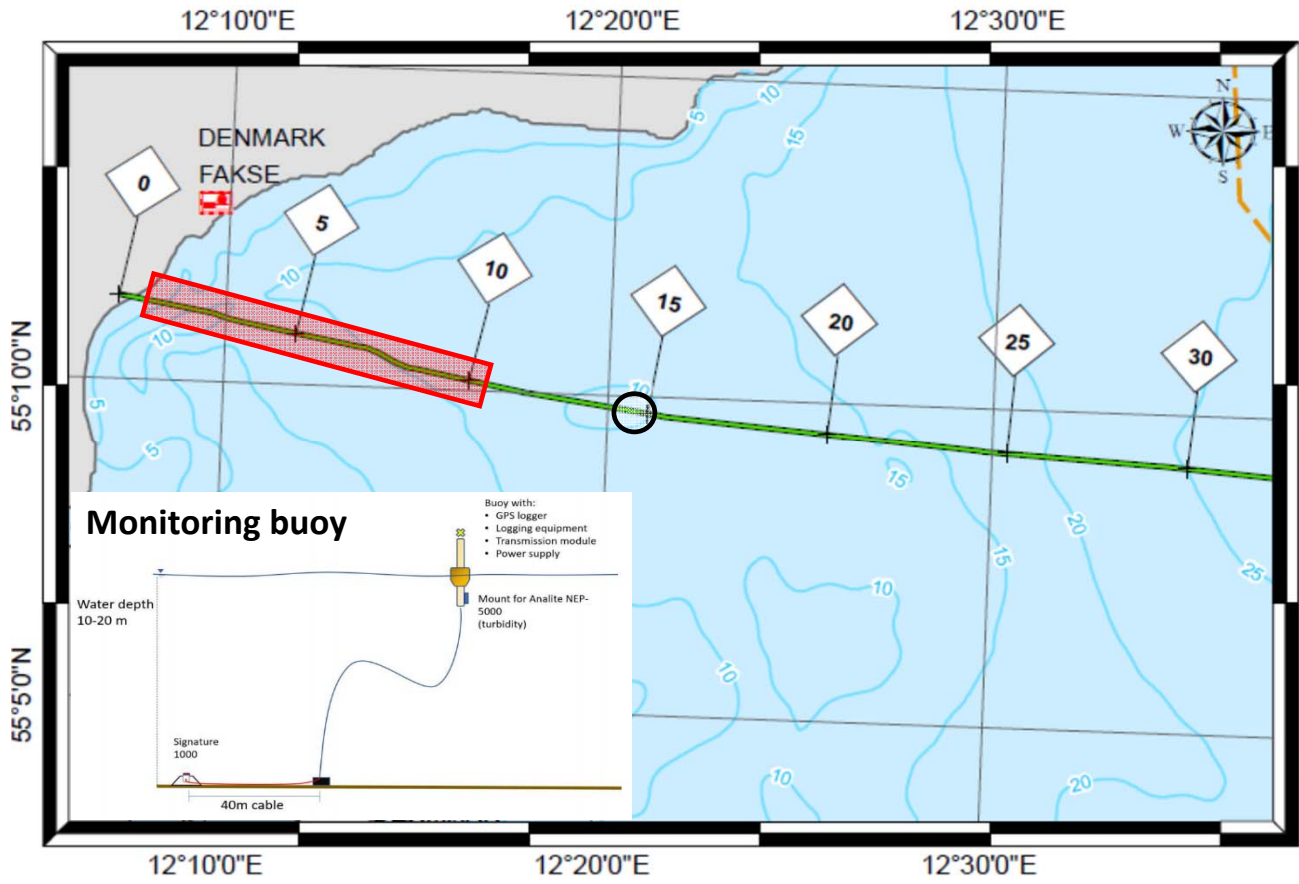 12°10'0"E 12°20'0"E 12°30'0"E
N
W E
S
10
5
15
DENMARK
FAKSE
0
5
10
10
15
20
25
30
55°10'0"N
10
10
5
5
15
15
20
25
10
10
10
20
55°5'0"N
Monitoring buoy
Buoy with:
• GPS logger
• Logging equipment
• Transmission module
• Power supply
Water depth
10-20 m
Mount for Analite NEP-
5000
(turbidity)
Signature
1000
40m cable
12°10'0"E 12°20'0"E 12°30'0"E